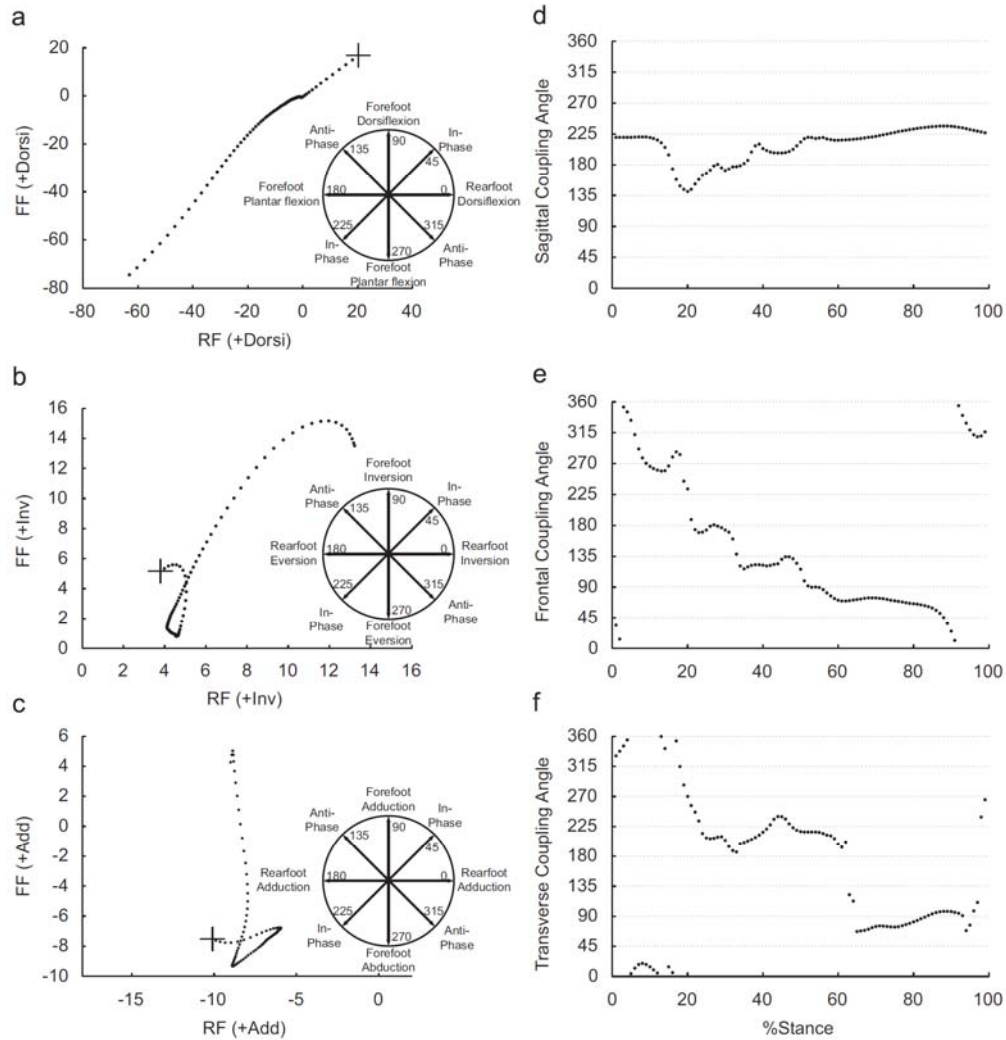 a
20
0
-20
-40
-60
-80
FF (+Dorsi)
-80 -60 -40 -20 0 20 40
RF (+Dorsi)
Forefoot
Dorsiflexion
Anti-
Phase
In-
Phase
135 90 45
Forefoot
Plantar flexion
180 0
Rearfoot
Dorsiflexion
225 270 315
In-
Phase
Anti-
Phase
Forefoot
Plantar flexion
d
360
315
270
225
180
135
90
45
0
Sagittal Coupling Angle
0 20 40 60 80 100
b
16
14
12
10
8
6
4
2
0
FF (+Inv)
0 2 4 6 8 10 12 14 16
RF (+Inv)
Forefoot
Inversion
Anti-
Phase
In-
Phase
135 90 45
Rearfoot
Eversion
180 0
Rearfoot
Inversion
225 270 315
In-
Phase
Anti-
Phase
Forefoot
Eversion
e
360
315
270
225
180
135
90
45
0
Frontal Coupling Angle
0 20 40 60 80 100
c
6
4
2
0
-2
-4
-6
-8
-10
FF (+Add)
-15 -10 -5 0
RF (+Add)
Forefoot
Adduction
Anti-
Phase
In-
Phase
135 90 45
Rearfoot
Adduction
180 0
Rearfoot
Adduction
225 270 315
In-
Phase
Anti-
Phase
Forefoot
Abduction
f
360
315
270
225
180
135
90
45
0
Transverse Coupling Angle
0 20 40 60 80 100
%Stance